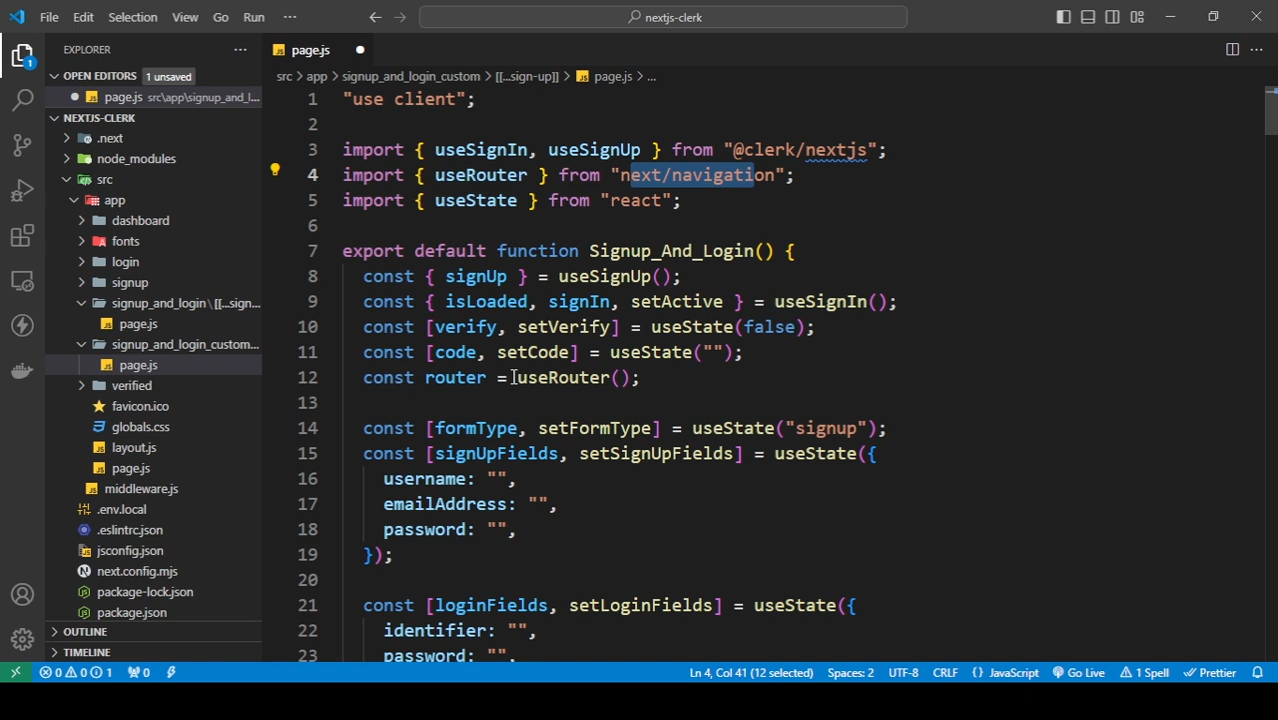 File Edit Selection View Go Run ··· nextjs-clerk
EXPLORER ···
1
OPEN EDITORS 1 unsaved
page.js src\app\signup_and_l...
NEXTJS-CLERK
.next
node_modules
src
app
dashboard
fonts
login
signup
signup_and_login\[[...sign...
page.js
signup_and_login_custom...
page.js
verified
favicon.ico
globals.css
layout.js
page.js
middleware.js
.env.local
.eslintrc.json
jsconfig.json
next.config.mjs
package-lock.json
package.json
OUTLINE
TIMELINE
page.js
src > app > signup_and_login_custom > [[...sign-up]] > page.js > ...
1 "use client";
2
3 import { useSignIn, useSignUp } from "@clerk/nextjs";
4 import { useRouter } from "next/navigation";
5 import { useState } from "react";
6
7 export default function Signup_And_Login() {
8 const { signUp } = useSignUp();
9 const { isLoaded, signIn, setActive } = useSignIn();
10 const [verify, setVerify] = useState(false);
11 const [code, setCode] = useState("");
12 const router = useRouter();
13
14 const [formType, setFormType] = useState("signup");
15 const [signUpFields, setSignUpFields] = useState({
16 username: "",
17 emailAddress: "",
18 password: "",
19 });
20
21 const [loginFields, setLoginFields] = useState({
22 identifier: "",
23 password: "",
0 0 1 0 Ln 4, Col 41 (12 selected) Spaces: 2 UTF-8 CRLF {} JavaScript Go Live 1 Spell Prettier